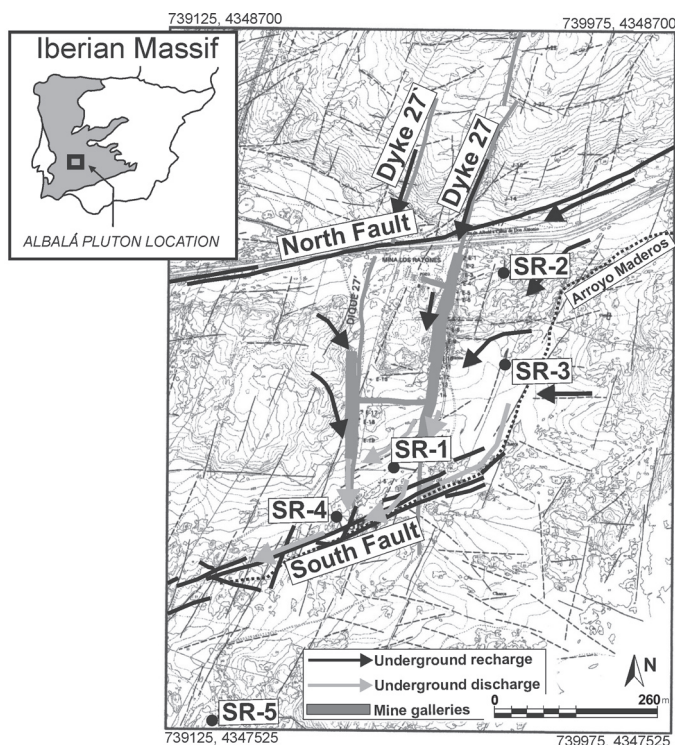 739125, 4348700
739975, 4348700
Iberian Massif
ALBALÁ PLUTON LOCATION
Dyke 27'
Dyke 27
North Fault
MINA LOS RAZONES
SR-2
Arroyo Maderos
DIQUE 27'
SR-3
SR-1
SR-4
South Fault
SR-5
Underground recharge
Underground discharge
Mine galleries
N
0
260 m
739125, 4347525
739975, 4347525